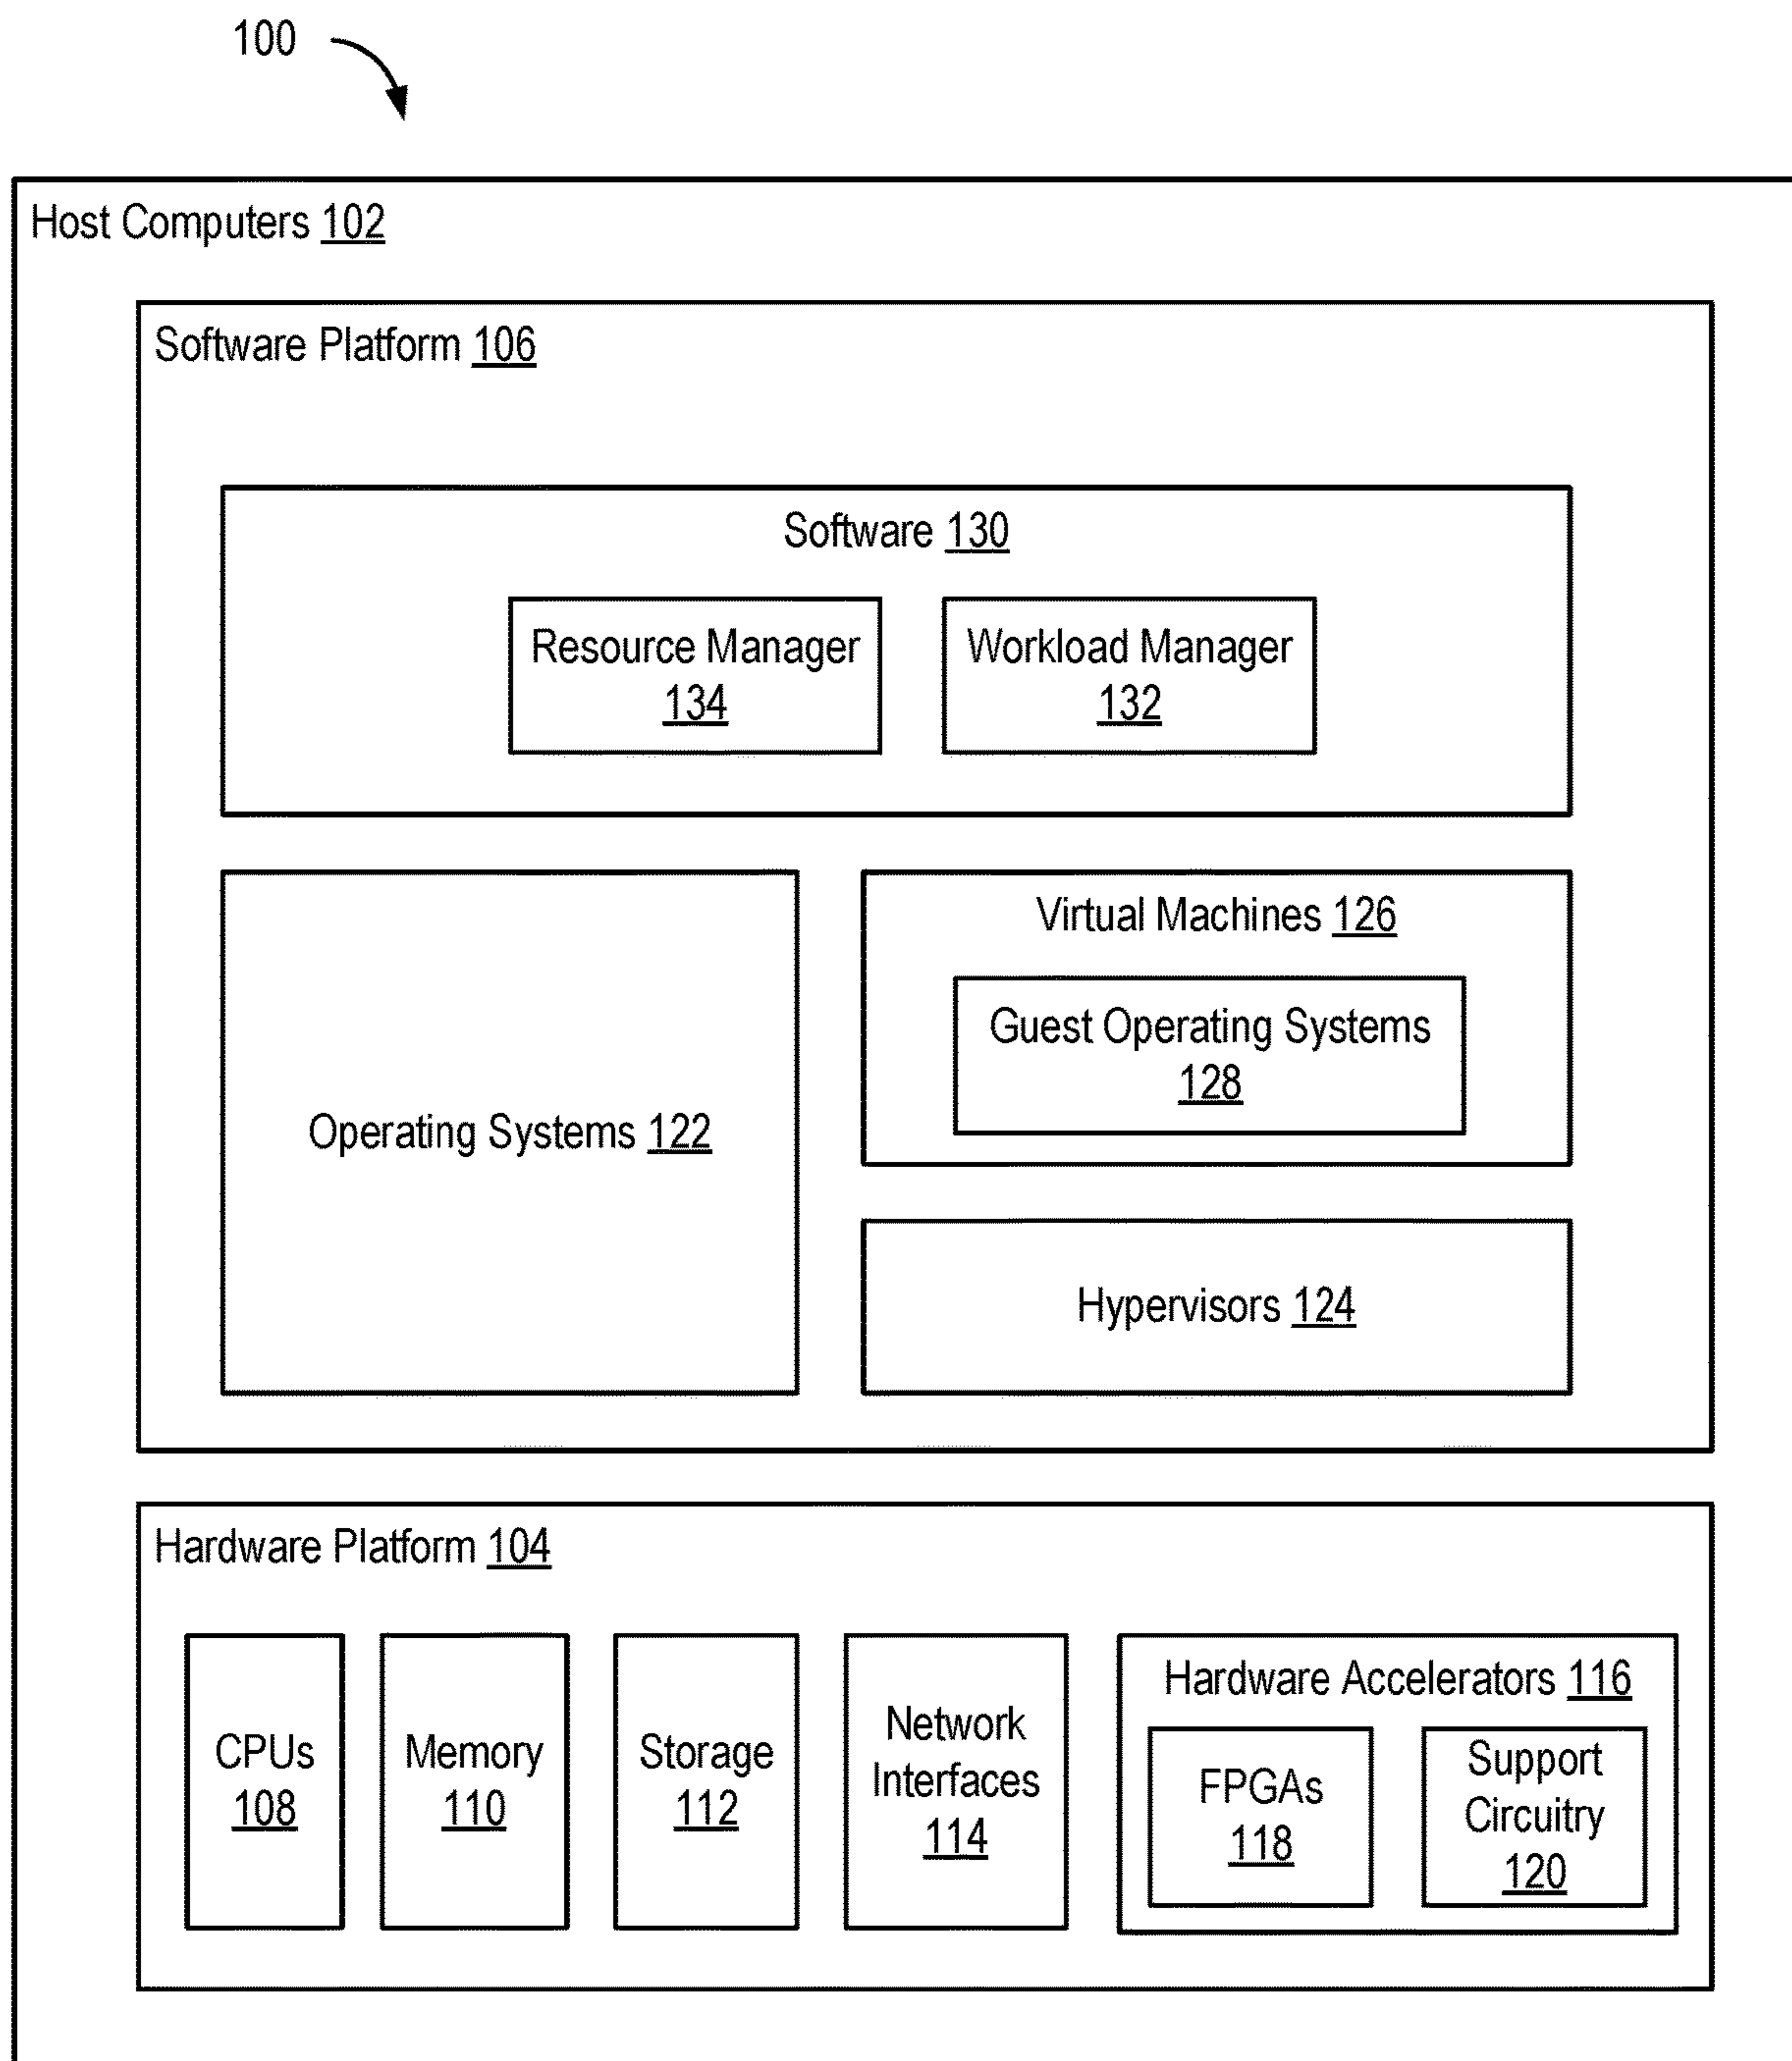 100
Host Computers 102
Software Platform 106
Software 130
Resource Manager
134
Workload Manager
132
Operating Systems 122
Virtual Machines 126
Guest Operating Systems
128
Hypervisors 124
Hardware Platform 104
CPUs
108
Memory
110
Storage
112
Network
Interfaces
114
Hardware Accelerators 116
FPGAs
118
Support
Circuitry
120